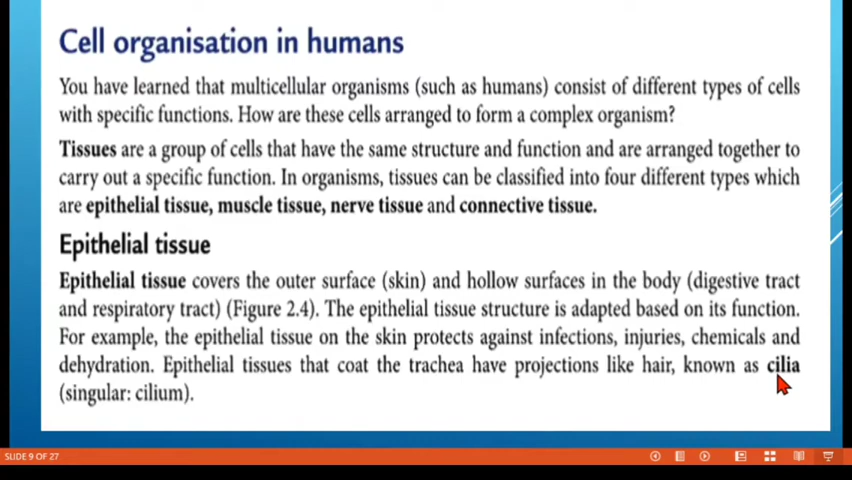 Cell organisation in humans
You have learned that multicellular organisms (such as humans) consist of different types of cells
with specific functions. How are these cells arranged to form a complex organism?
Tissues are a group of cells that have the same structure and function and are arranged together to
carry out a specific function. In organisms, tissues can be classified into four different types which
are epithelial tissue, muscle tissue, nerve tissue and connective tissue.
Epithelial tissue
Epithelial tissue covers the outer surface (skin) and hollow surfaces in the body (digestive tract
and respiratory tract) (Figure 2.4). The epithelial tissue structure is adapted based on its function.
For example, the epithelial tissue on the skin protects against infections, injuries, chemicals and
dehydration. Epithelial tissues that coat the trachea have projections like hair, known as cilia
(singular: cilium).
SLIDE 9 OF 27